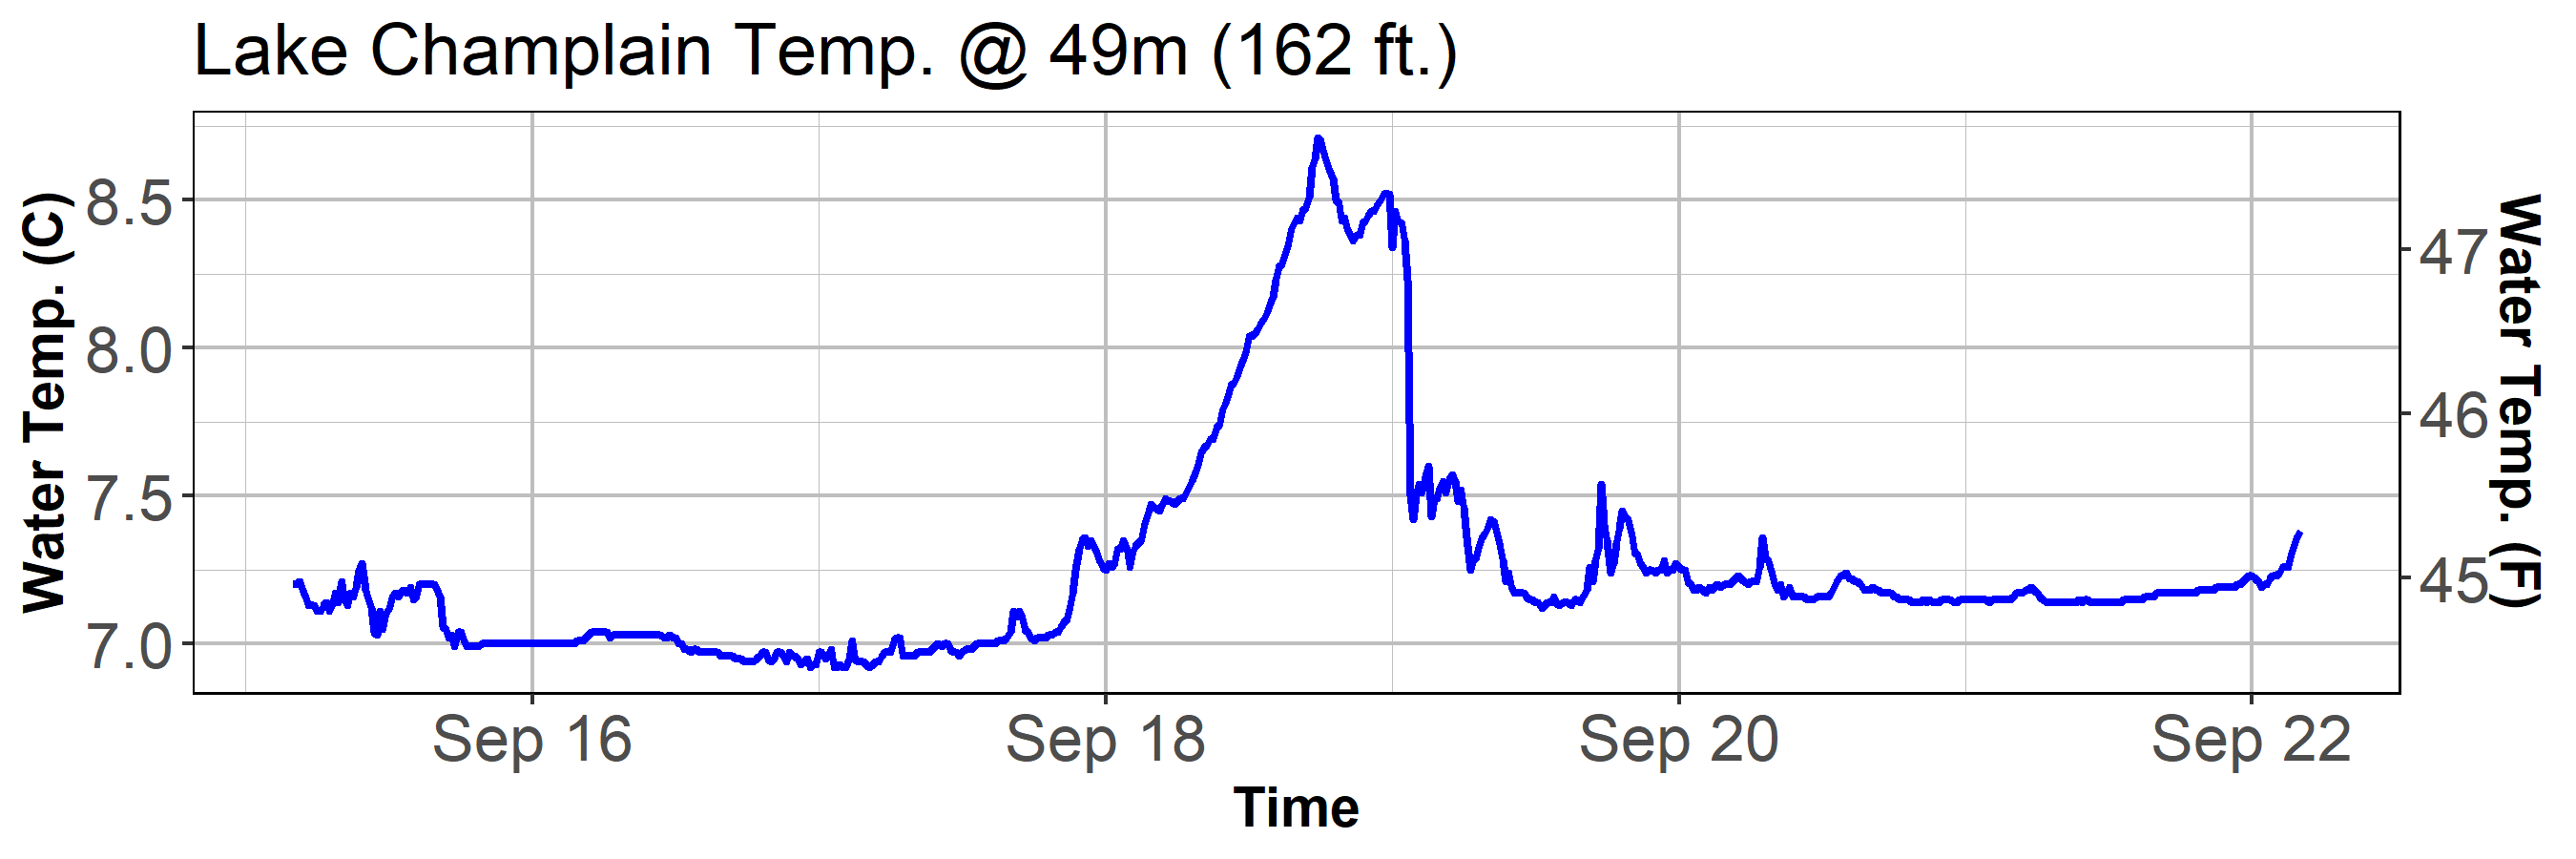 Lake Champlain Temp. @ 49m (162 ft.)
Water Temp. (C)
8.5
8.0
7.5
7.0
47
46
45
Water Temp. (F)
Sep 16
Sep 18
Sep 20
Sep 22
Time